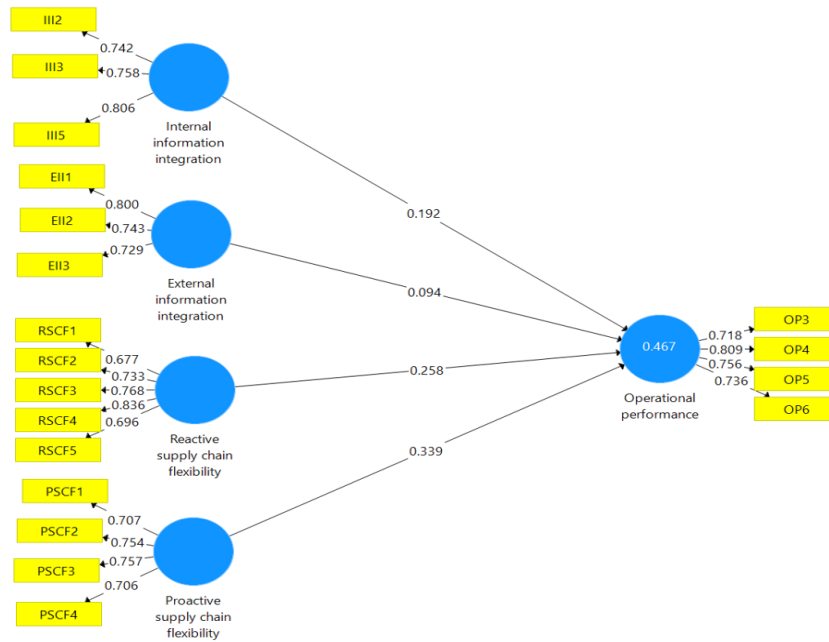 III2
0.742
III3
0.758
0.806
III5
Internal
information
integration
EII1
0.800
EII2
0.743
0.729
EII3
External
information
integration
RSCF1
0.677
RSCF2
0.733
RSCF3
0.768
0.836
RSCF4
0.696
RSCF5
Reactive
supply chain
flexibility
PSCF1
0.707
PSCF2
0.754
0.757
PSCF3
0.706
PSCF4
Proactive
supply chain
flexibility
0.192
0.094
0.258
0.339
0.467
Operational
performance
0.718
OP3
0.809
OP4
0.756
OP5
0.736
OP6